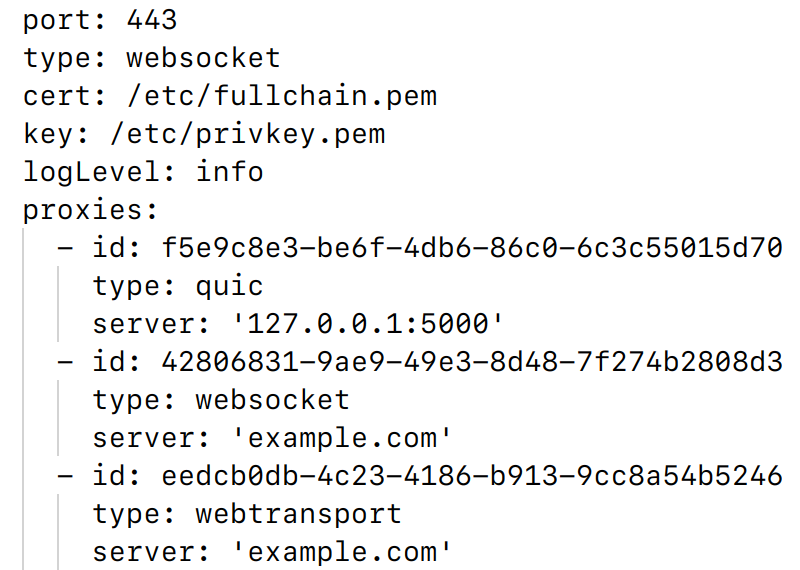 port: 443
type: websocket
cert: /etc/fullchain.pem
key: /etc/privkey.pem
logLevel: info
proxies:
  - id: f5e9c8e3-be6f-4db6-86c0-6c3c55015d70
    type: quic
    server: '127.0.0.1:5000'
  - id: 42806831-9ae9-49e3-8d48-7f274b2808d3
    type: websocket
    server: 'example.com'
  - id: eedcb0db-4c23-4186-b913-9cc8a54b5246
    type: webtransport
    server: 'example.com'